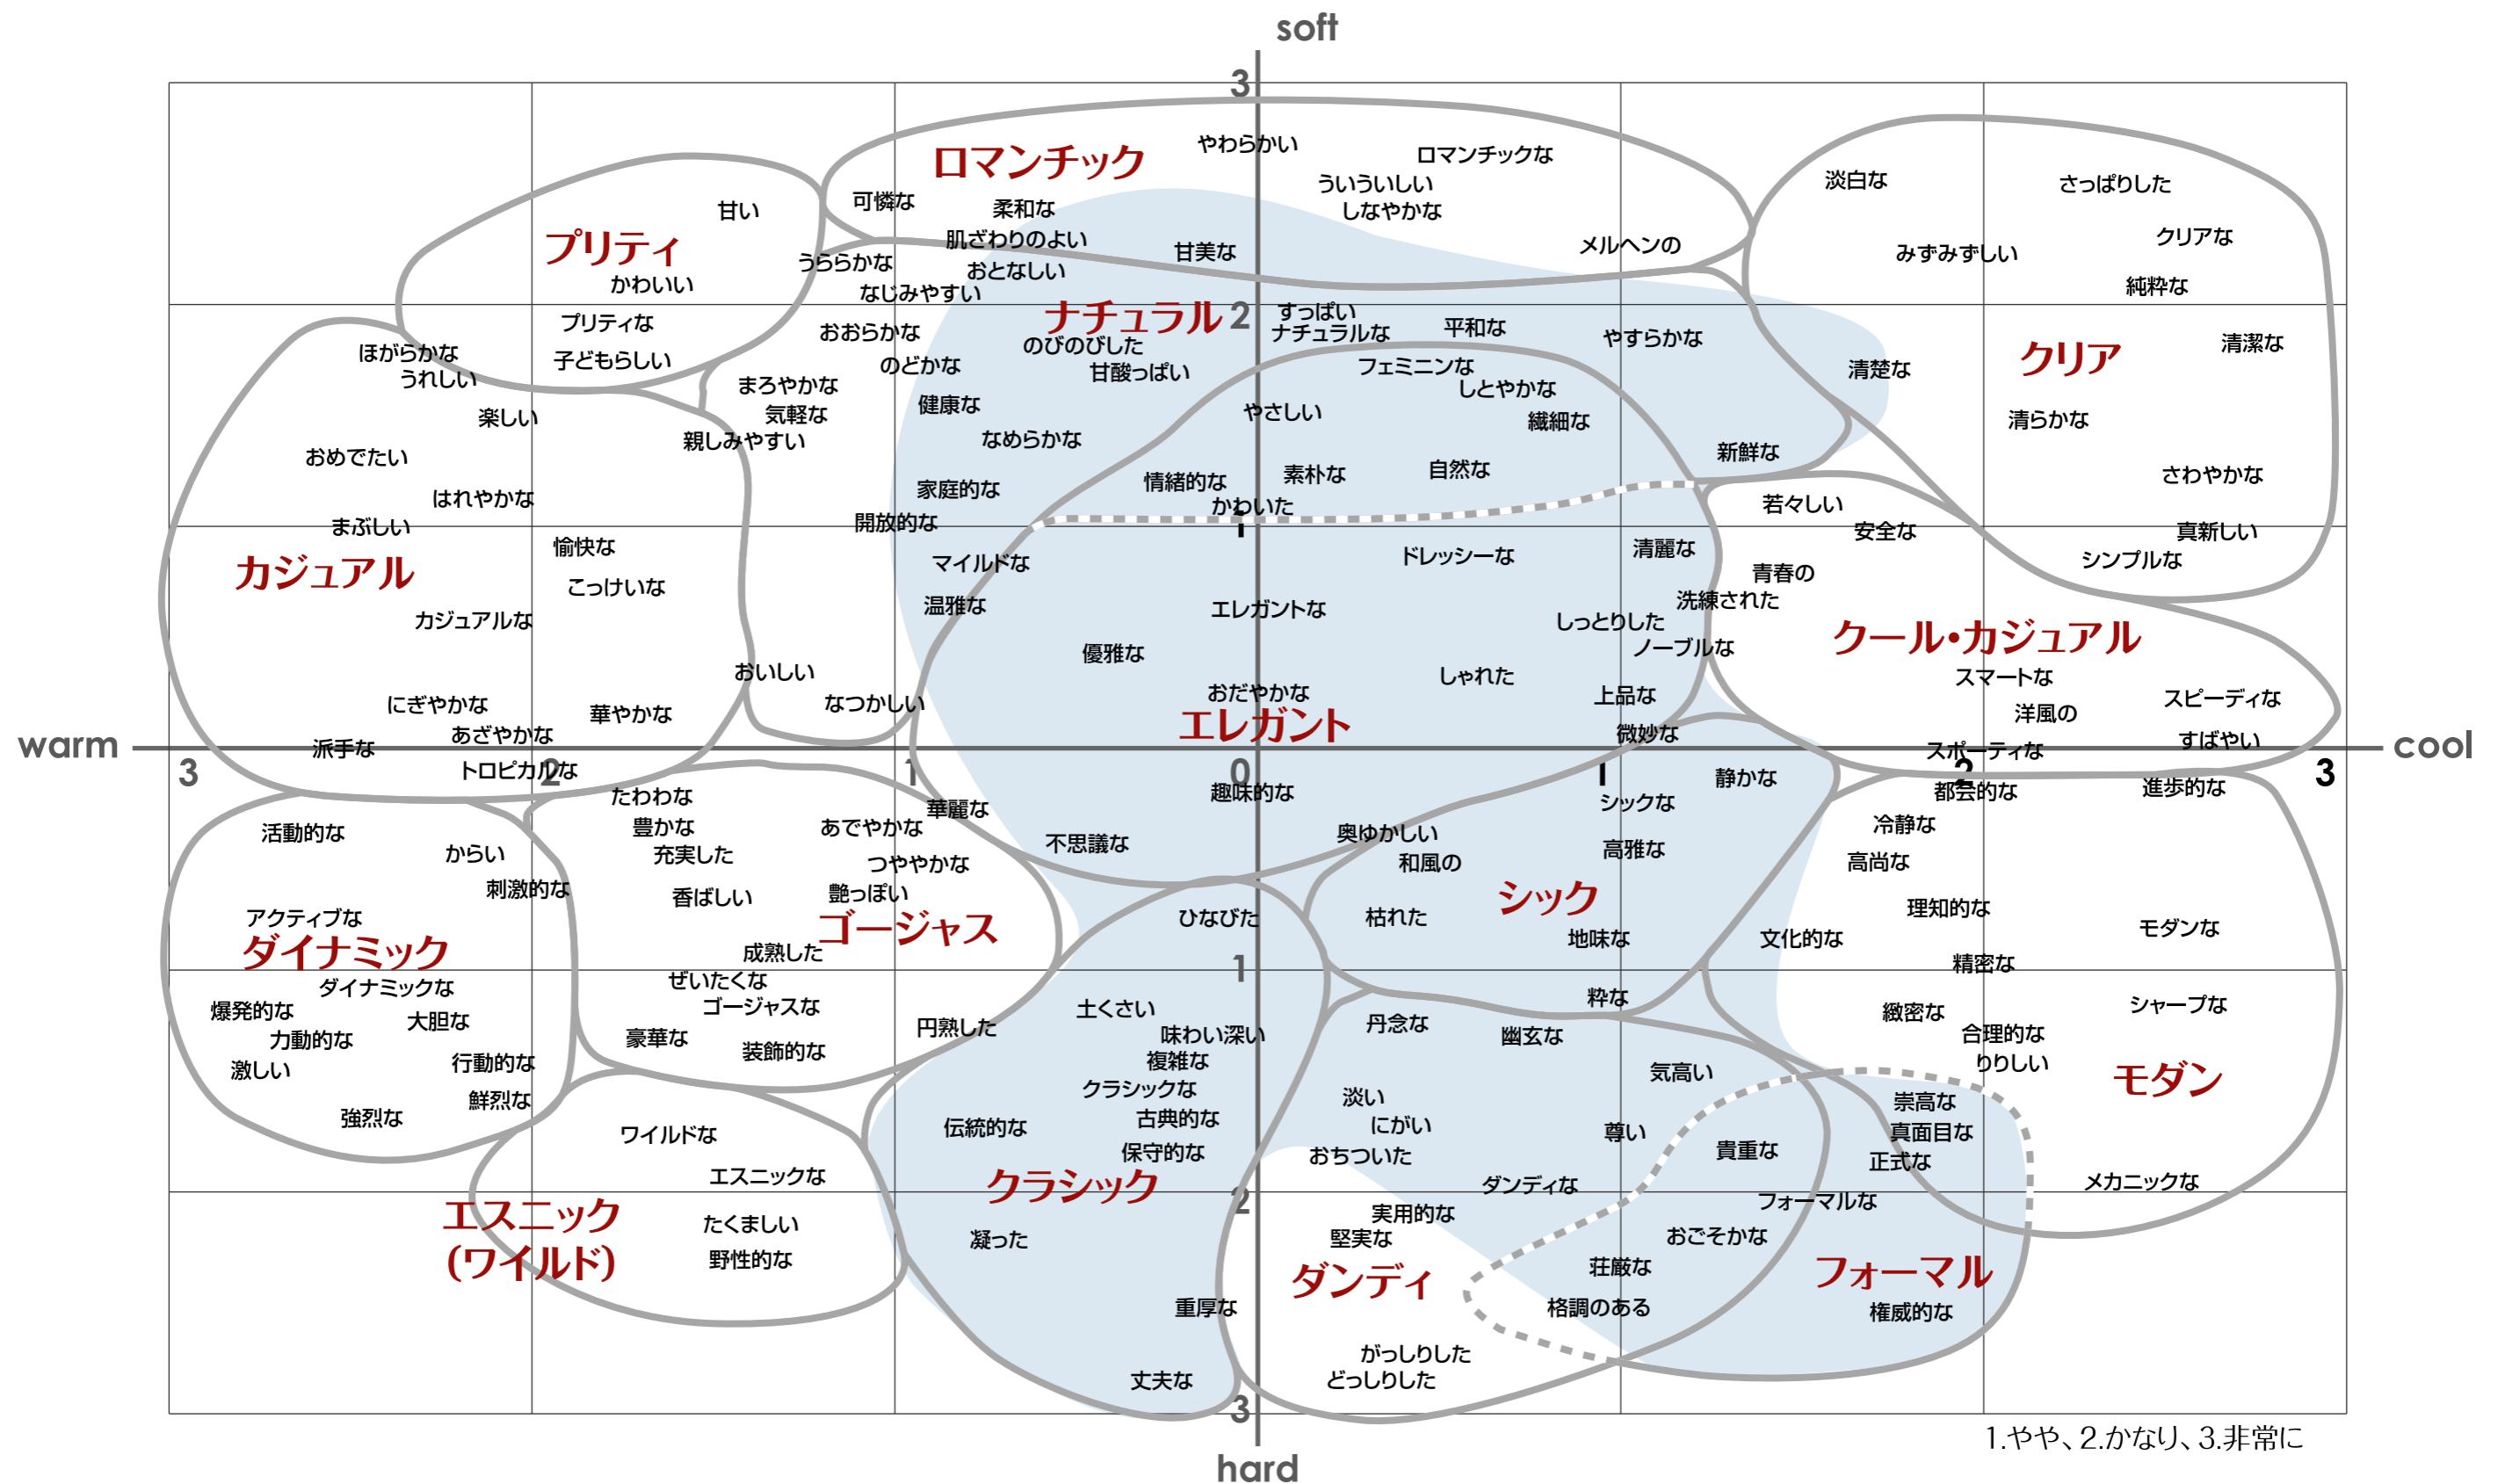 soft
3
やわらかい
ロマンチック
ロマンチックな
ういういしい
しなやかな
可憐な
柔和な
肌ざわりのよい
甘美な
メルヘンの
淡白な
さっぱりした
クリアな
みずみずしい
純粋な
甘い
プリティ
かわいい
プリティな
子どもらしい
うららかな
おとなしい
なじみやすい
ナチュラル
2
すっぱい
ナチュラルな
平和な
やすらかな
おおらかな
のびのびした
のどかな
甘酸っぱい
フェミニンな
しとやかな
清楚な
クリア
清潔な
ほがらかな
うれしい
楽しい
まろやかな
気軽な
親しみやすい
健康な
なめらかな
やさしい
繊細な
新鮮な
清らかな
おめでたい
はれやかな
まぶしい
家庭的な
開放的な
情緒的な
素朴な
自然な
かわいた
1
さわやかな
若々しい
安全な
真新しい
シンプルな
カジュアル
愉快な
こっけいな
カジュアルな
マイルドな
温雅な
ドレッシーな
清麗な
青春の
洗練された
エレガントな
しっとりした
ノーブルな
クール・カジュアル
優雅な
しゃれた
スマートな
おいしい
なつかしい
おだやかな
上品な
洋風の
スピーディな
にぎやかな
華やかな
あざやかな
派手な
エレガント
微妙な
スポーティな
すばやい
warm
cool
3
トロピカルな
2
1
0
1
2
3
たわわな
豊かな
充実した
あでやかな
華麗な
つややかな
香ばしい
艶っぽい
ゴージャス
趣味的な
不思議な
シックな
静かな
都会的な
進歩的な
奥ゆかしい
和風の
高雅な
冷静な
高尚な
活動的な
からい
刺激的な
アクティブな
ダイナミック
ひなびた
枯れた
シック
地味な
文化的な
理知的な
モダンな
精密な
成熟した
ぜいたくな
ゴージャスな
1
ダイナミックな
爆発的な
大胆な
力動的な
激しい
行動的な
鮮烈な
強烈な
豪華な
装飾的な
円熟した
土くさい
味わい深い
複雑な
クラシックな
古典的な
伝統的な
保守的な
クラシック
粋な
丹念な
幽玄な
気高い
緻密な
シャープな
合理的な
りりしい
モダン
淡い
にがい
おちついた
尊い
貴重な
崇高な
真面目な
正式な
メカニックな
ワイルドな
エスニックな
エスニック
(ワイルド)
たくましい
野性的な
2
ダンディな
フォーマルな
凝った
実用的な
堅実な
ダンディ
おごそかな
荘厳な
フォーマル
重厚な
格調のある
権威的な
がっしりした
どっしりした
丈夫な
3
1.やや、2.かなり、3.非常に
hard